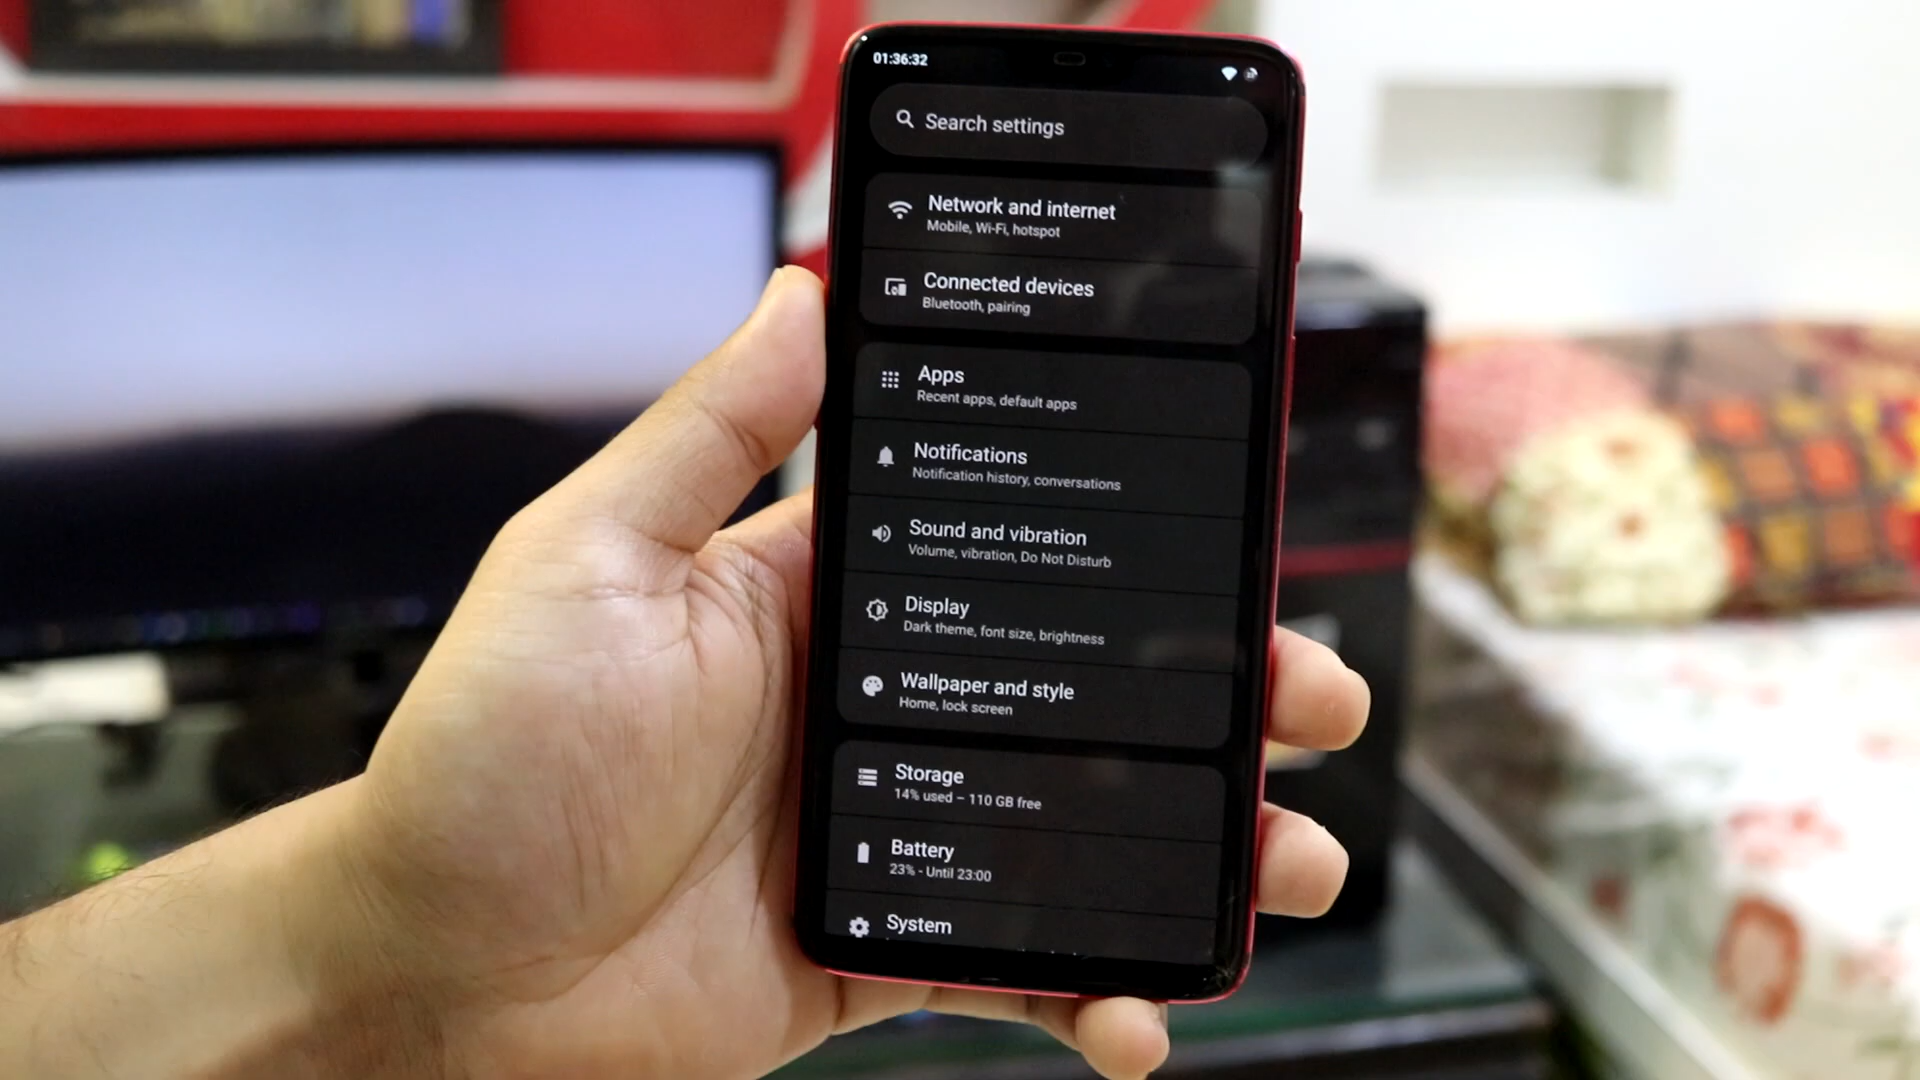 01:36:32
Search settings
Network and internet
Mobile, Wi-Fi, hotspot
Connected devices
Bluetooth, pairing
Apps
Recent apps, default apps
Notifications
Notification history, conversations
Sound and vibration
Volume, vibration, Do Not Disturb
Display
Dark theme, font size, brightness
Wallpaper and style
Home, lock screen
Storage
14% used – 110 GB free
Battery
23% - Until 23:00
System